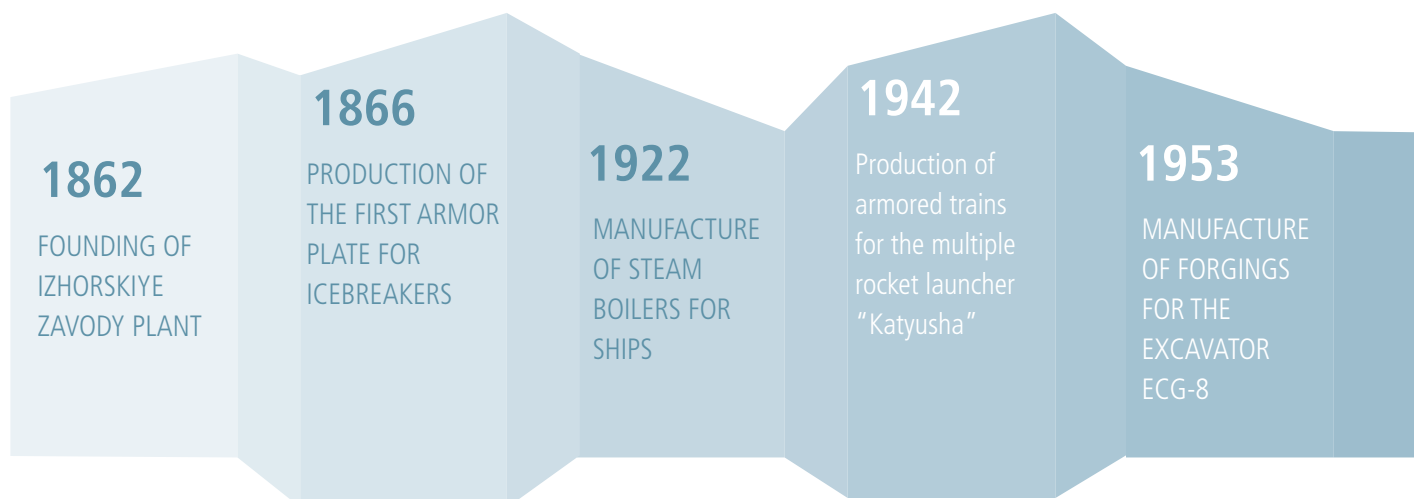 1862
FOUNDING OF
IZHORSKIYE
ZAVODY PLANT
1866
PRODUCTION OF
THE FIRST ARMOR
PLATE FOR
ICEBREAKERS
1922
MANUFACTURE
OF STEAM
BOILERS FOR
SHIPS
1942
Production of
armored trains
for the multiple
rocket launcher
“Katyusha”
1953
MANUFACTURE
OF FORGINGS
FOR THE
EXCAVATOR
ECG-8